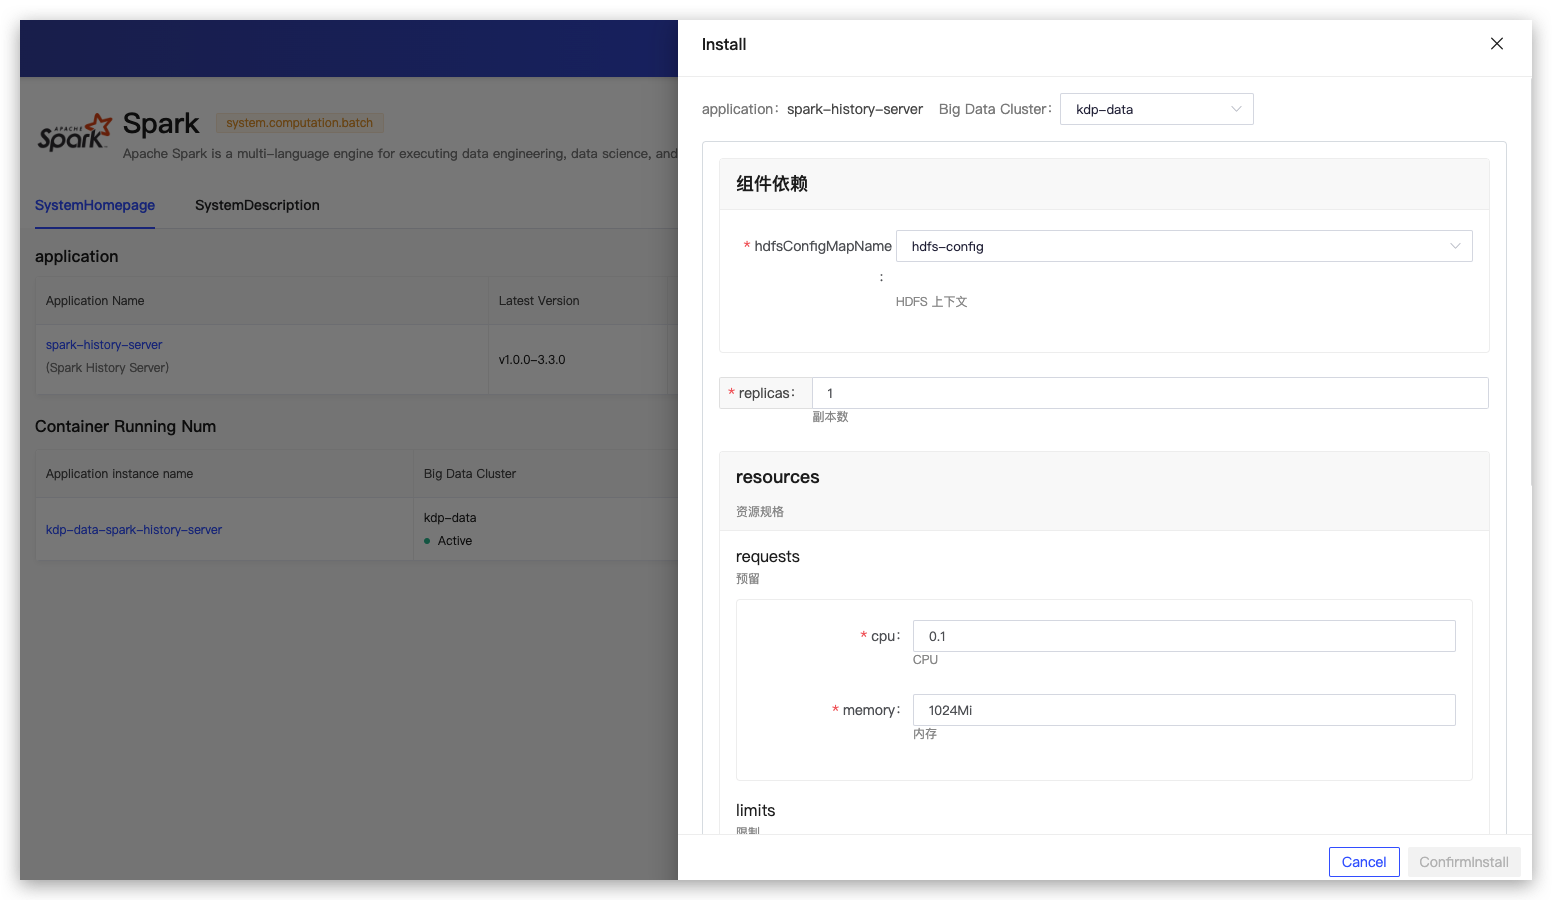 APACHE
Spark
Spark
system.computation.batch
Apache Spark is a multi-language engine for executing data engineering, data science, and
SystemHomepage
SystemDescription
application
Application Name
Latest Version
spark-history-server
(Spark History Server)
v1.0.0-3.3.0
Container Running Num
Application instance name
Big Data Cluster
kdp-data-spark-history-server
kdp-data
Active
Install
application: spark-history-server Big Data Cluster: kdp-data
组件依赖
* hdfsConfigMapName
:
hdfs-config
HDFS 上下文
* replicas: 1
副本数
resources
资源规格
requests
预留
* cpu: 0.1
CPU
* memory: 1024Mi
内存
limits
限制
Cancel
ConfirmInstall